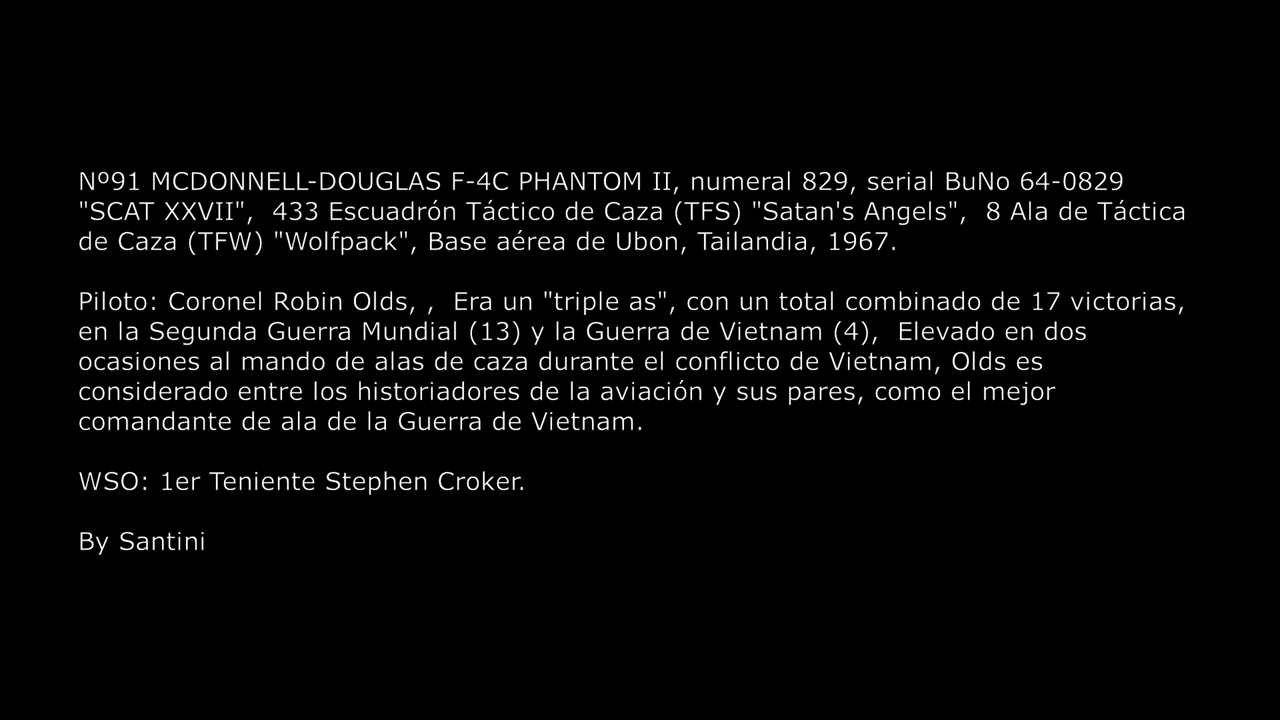 Nº91 MCDONNELL-DOUGLAS F-4C PHANTOM II, numeral 829, serial BuNo 64-0829
"SCAT XXVII",  433 Escuadrón Táctico de Caza (TFS) "Satan's Angels",  8 Ala de Táctica
de Caza (TFW) "Wolfpack", Base aérea de Ubon, Tailandia, 1967.
Piloto: Coronel Robin Olds, ,  Era un "triple as", con un total combinado de 17 victorias,
en la Segunda Guerra Mundial (13) y la Guerra de Vietnam (4),  Elevado en dos
ocasiones al mando de alas de caza durante el conflicto de Vietnam, Olds es
considerado entre los historiadores de la aviación y sus pares, como el mejor
comandante de ala de la Guerra de Vietnam.
WSO: 1er Teniente Stephen Croker.
By Santini